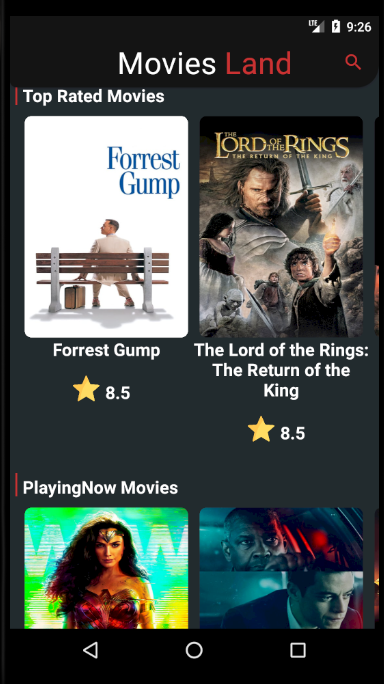 LTE 9:26
Movies Land
Top Rated Movies
Forrest
Gump
THE
LORD OF THE RINGS
THE RETURN OF THE KING
Forrest Gump
The Lord of the Rings:
The Return of the
King
8.5
8.5
PlayingNow Movies